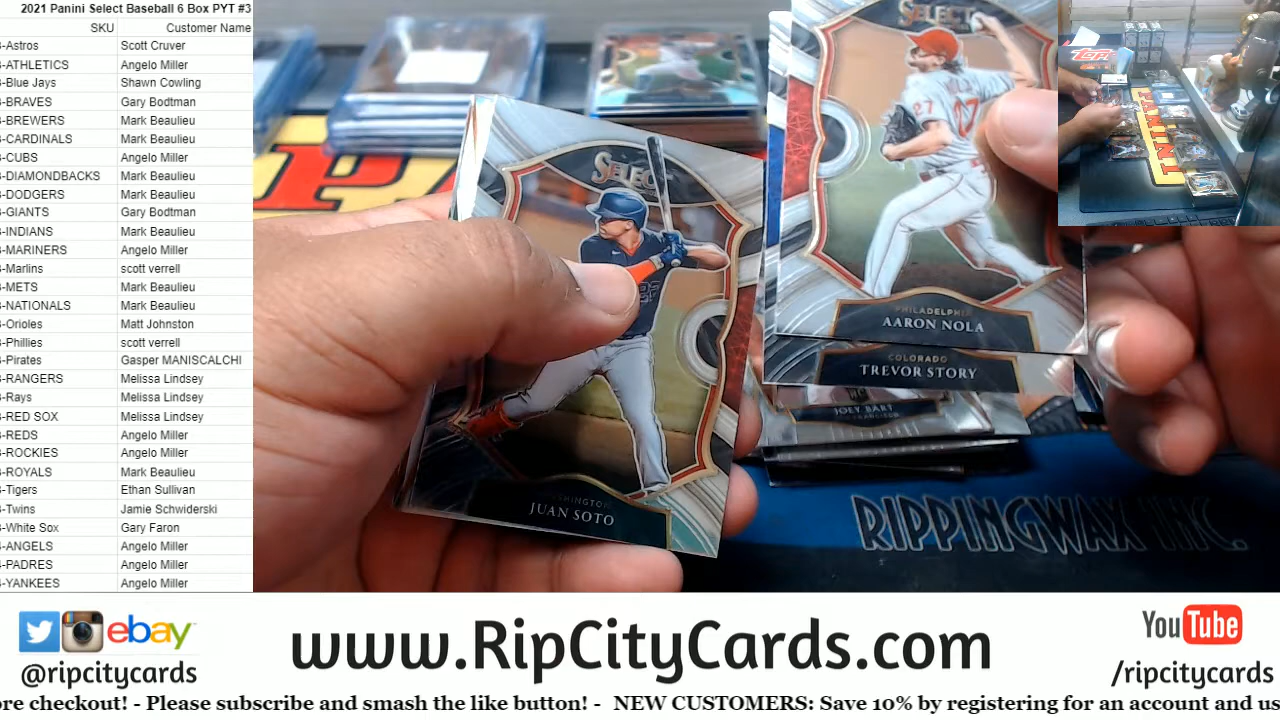 2021 Panini Select Baseball 6 Box PYT #3
SKU Customer Name
-Astros Scott Cruver
-ATHLETICS Angelo Miller
-Blue Jays Shawn Cowling
-BRAVES Gary Bodtman
-BREWERS Mark Beaulieu
-CARDINALS Mark Beaulieu
-CUBS Angelo Miller
-DIAMONDBACKS Mark Beaulieu
-DODGERS Mark Beaulieu
-GIANTS Gary Bodtman
-INDIANS Mark Beaulieu
-MARINERS Angelo Miller
-Marlins scott verrell
-METS Mark Beaulieu
-NATIONALS Mark Beaulieu
-Orioles Matt Johnston
-Phillies scott verrell
-Pirates Gasper MANISCALCHI
-RANGERS Melissa Lindsey
-Rays Melissa Lindsey
-RED SOX Melissa Lindsey
-REDS Angelo Miller
-ROCKIES Angelo Miller
-ROYALS Mark Beaulieu
-Tigers Ethan Sullivan
-Twins Jamie Schwiderski
-White Sox Gary Faron
-ANGELS Angelo Miller
-PADRES Angelo Miller
-YANKEES Angelo Miller
SELECT
27
PHILADELPHIA
AARON NOLA
COLORADO
TREVOR STORY
JOEY BART
SAN FRANCISCO
SELECT
WASHINGTON
JUAN SOTO
PANINI
RIPPINGWAX INC.
ebay
@ripcitycards
www.RipCityCards.com
YouTube
/ripcitycards
ore checkout! - Please subscribe and smash the like button! - NEW CUSTOMERS: Save 10% by registering for an account and us